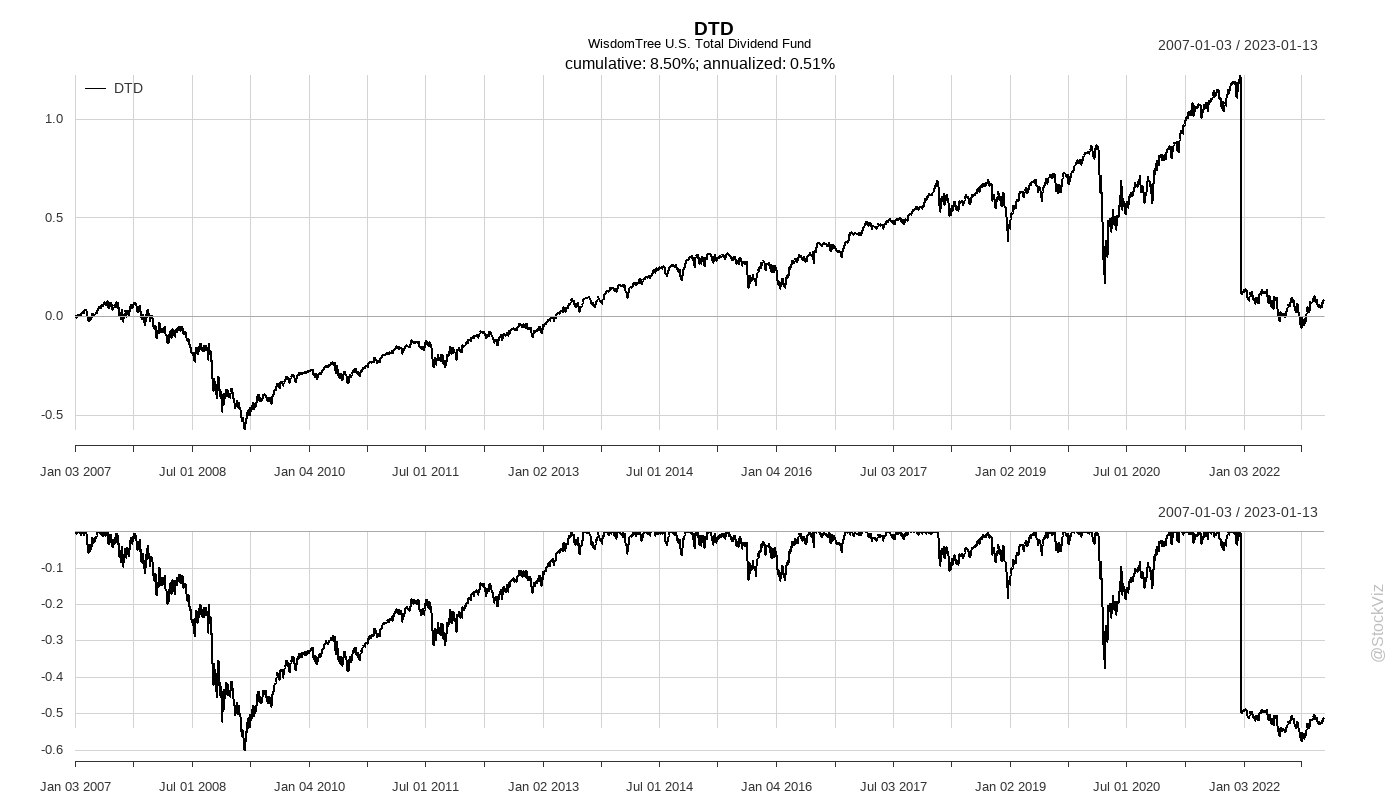 DTD
WisdomTree U.S. Total Dividend Fund
cumulative: 8.50%; annualized: 0.51%
2007-01-03 / 2023-01-13
DTD
1.0
0.5
0.0
-0.5
Jan 03 2007 Jul 01 2008 Jan 04 2010 Jul 01 2011 Jan 02 2013 Jul 01 2014 Jan 04 2016 Jul 03 2017 Jan 02 2019 Jul 01 2020 Jan 03 2022
2007-01-03 / 2023-01-13
-0.1
-0.2
-0.3
-0.4
-0.5
-0.6
Jan 03 2007 Jul 01 2008 Jan 04 2010 Jul 01 2011 Jan 02 2013 Jul 01 2014 Jan 04 2016 Jul 03 2017 Jan 02 2019 Jul 01 2020 Jan 03 2022
@StockViz